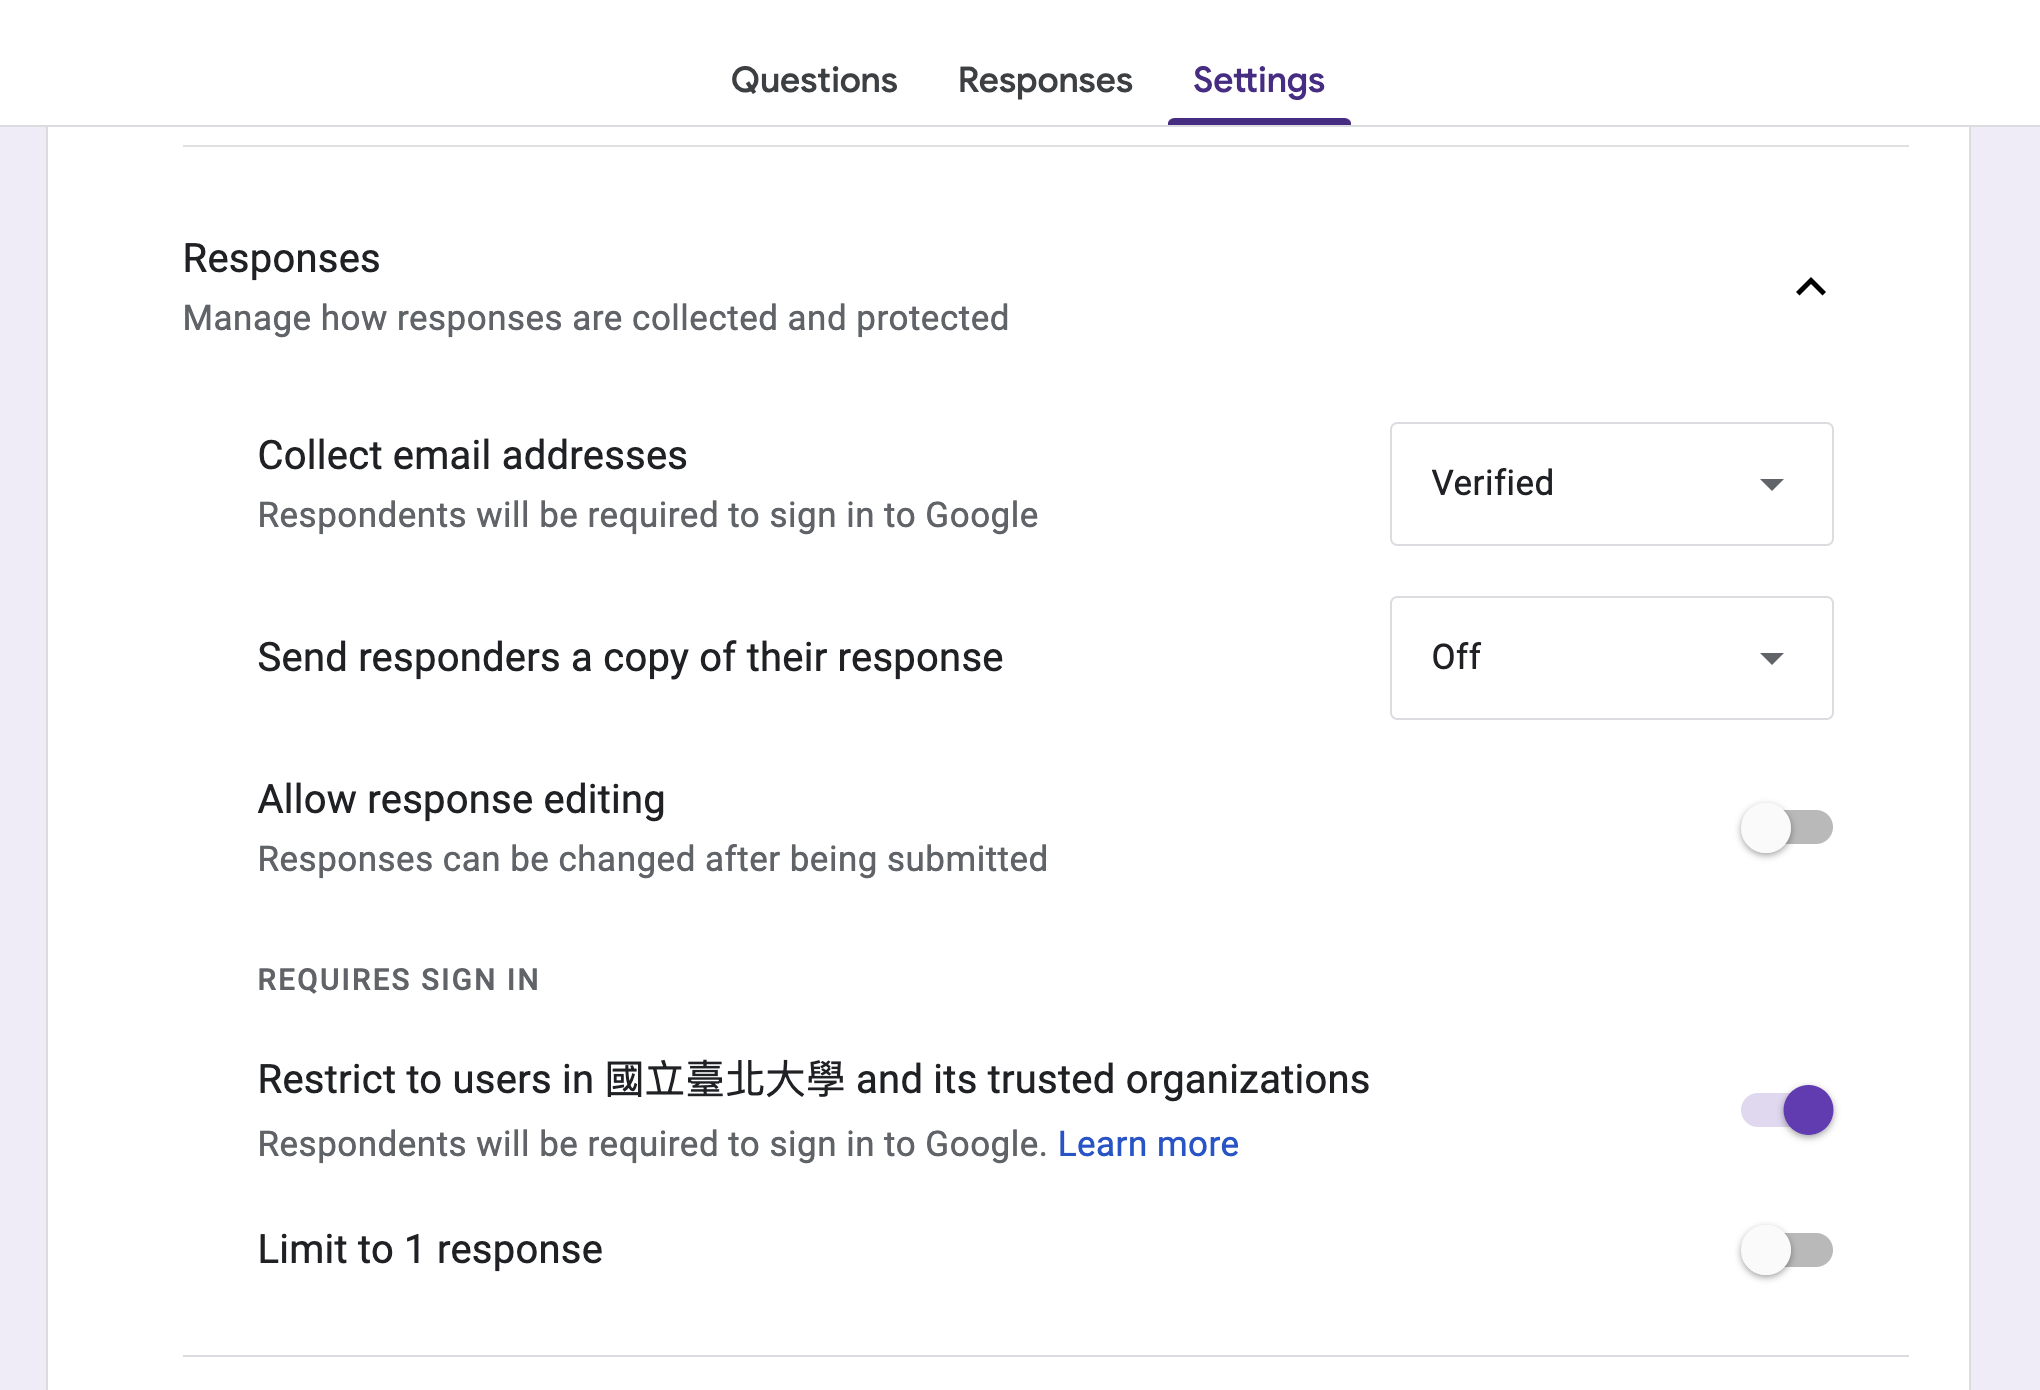 Questions Responses Settings
Responses
Manage how responses are collected and protected
Collect email addresses
Respondents will be required to sign in to Google
Verified
Send responders a copy of their response
Off
Allow response editing
Responses can be changed after being submitted
REQUIRES SIGN IN
Restrict to users in 國立臺北大學 and its trusted organizations
Respondents will be required to sign in to Google. Learn more
Limit to 1 response